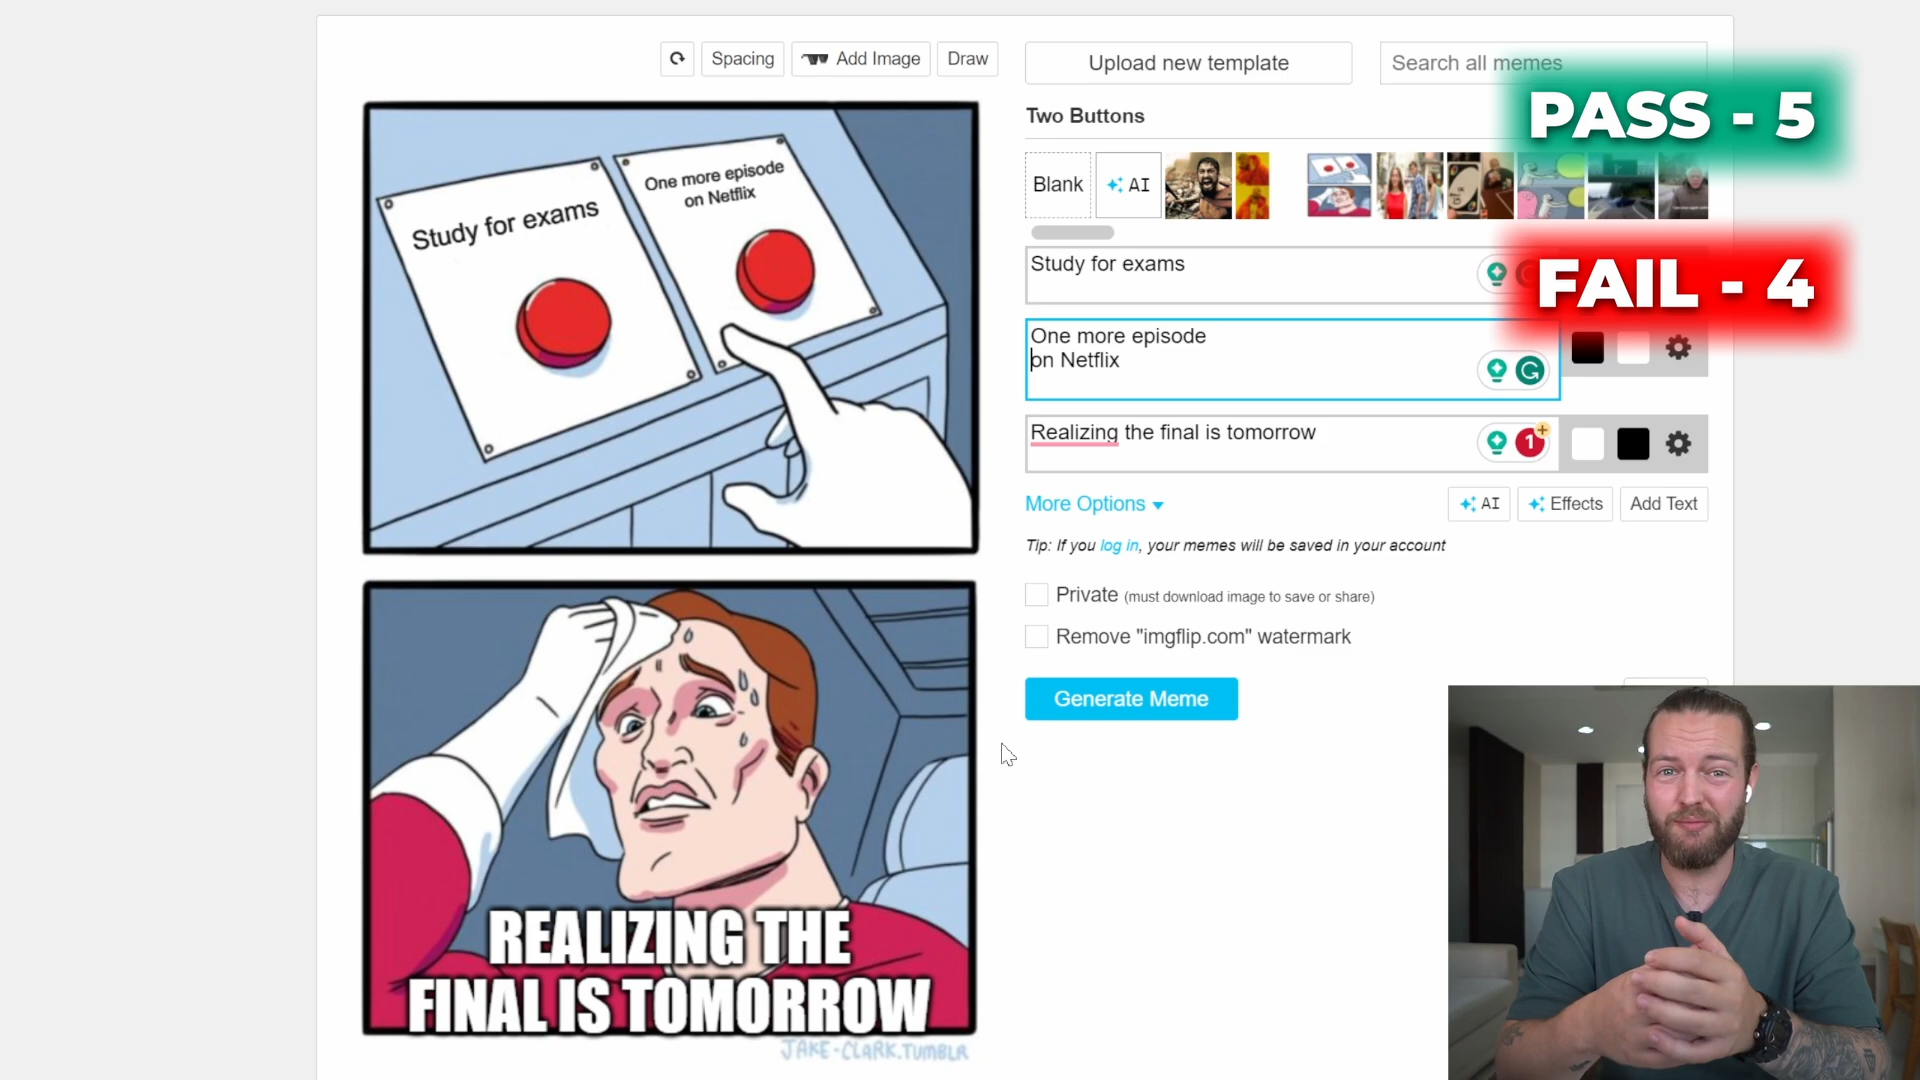 Spacing
Add Image
Draw
Upload new template
Search all memes
Two Buttons
Blank
AI
PASS - 5
FAIL - 4
Study for exams
One more episode
on Netflix
Study for exams
One more episode
on Netflix
Realizing the final is tomorrow
1
More Options
AI
Effects
Add Text
Tip: If you log in, your memes will be saved in your account
Private (must download image to save or share)
Remove "imgflip.com" watermark
Generate Meme
REALIZING THE
FINAL IS TOMORROW
JAKE-CLARK.TUMBLR